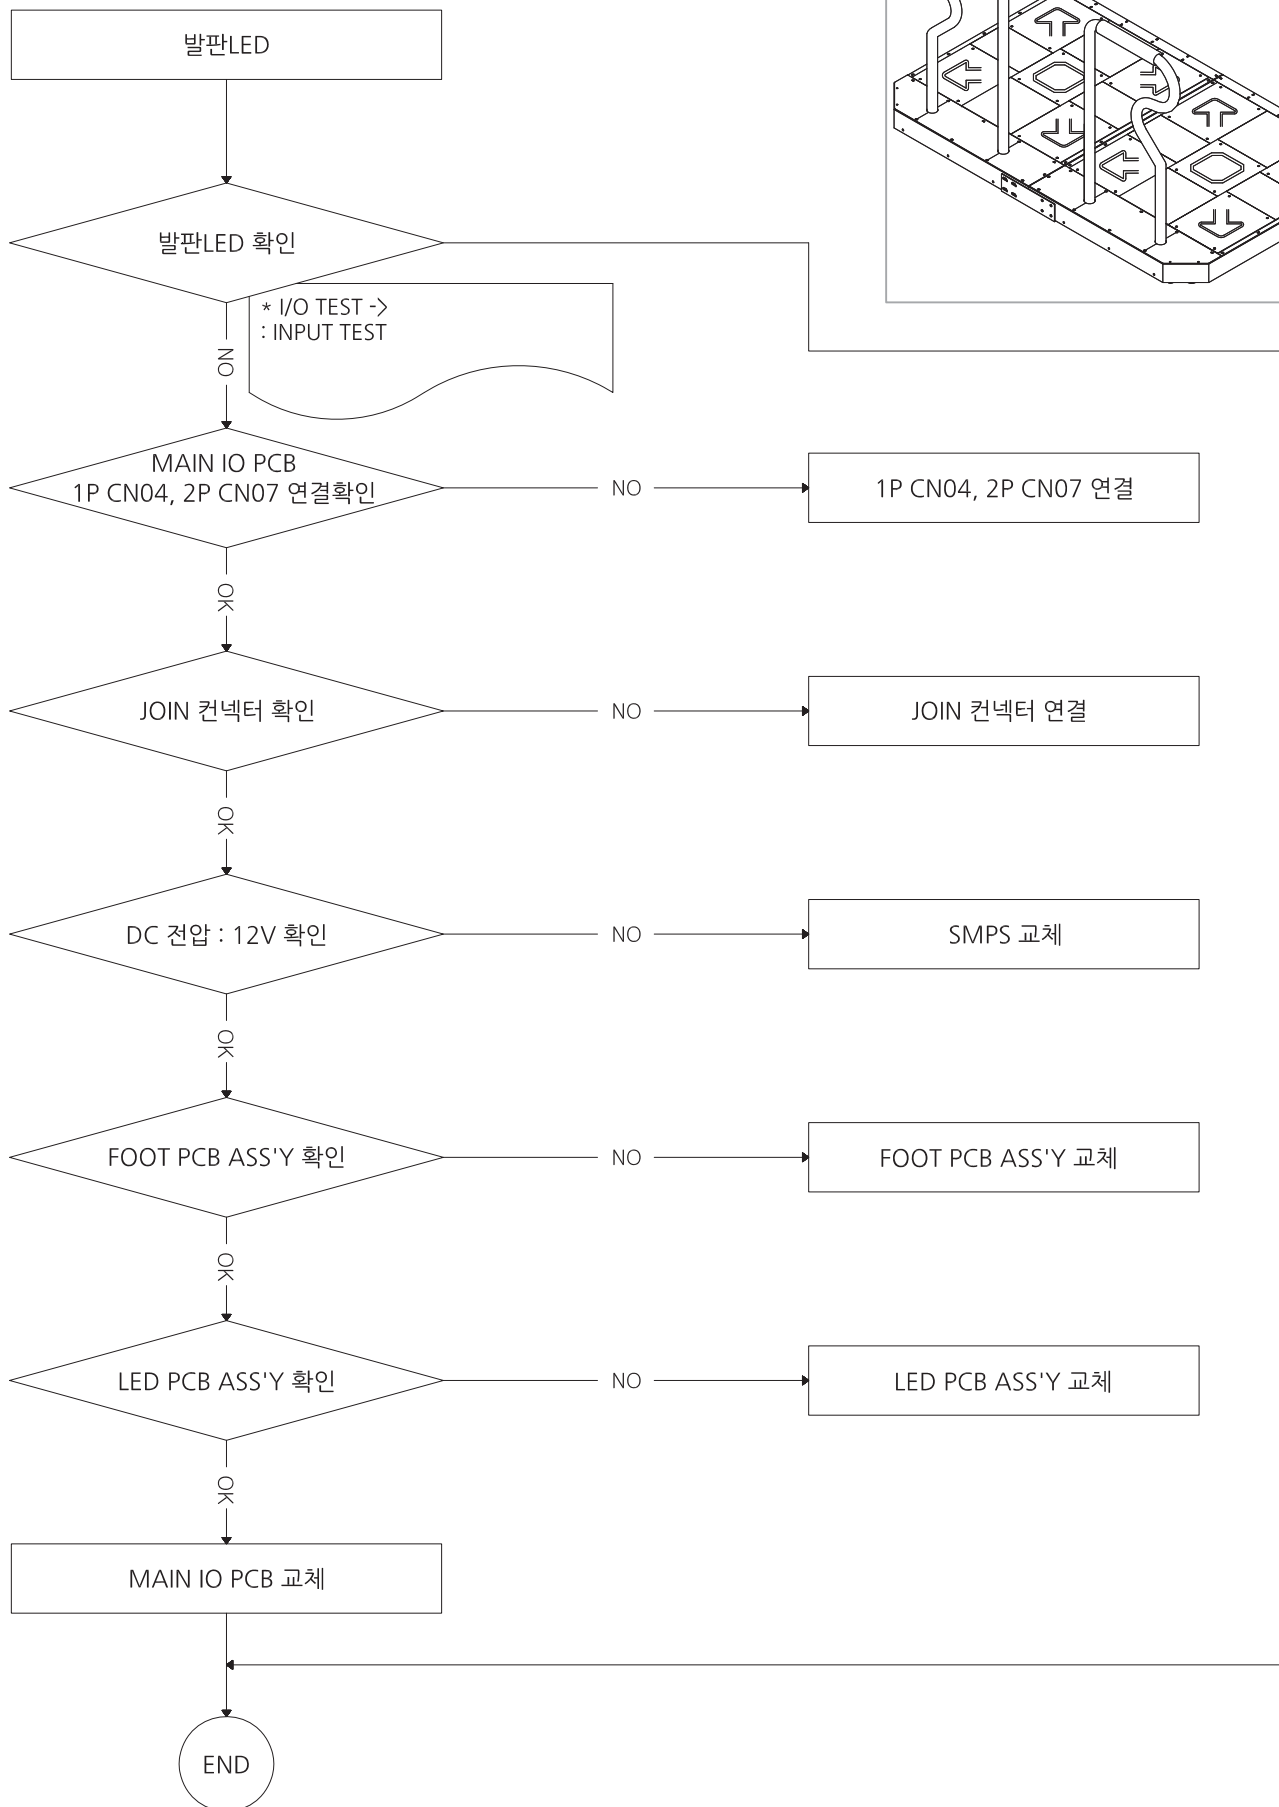 발판LED
발판LED 확인
* I/O TEST ->
: INPUT TEST
NO
MAIN IO PCB
1P CN04, 2P CN07 연결확인
NO
1P CN04, 2P CN07 연결
OK
JOIN 컨넥터 확인
NO
JOIN 컨넥터 연결
OK
DC 전압 : 12V 확인
NO
SMPS 교체
OK
FOOT PCB ASS'Y 확인
NO
FOOT PCB ASS'Y 교체
OK
LED PCB ASS'Y 확인
NO
LED PCB ASS'Y 교체
OK
MAIN IO PCB 교체
END